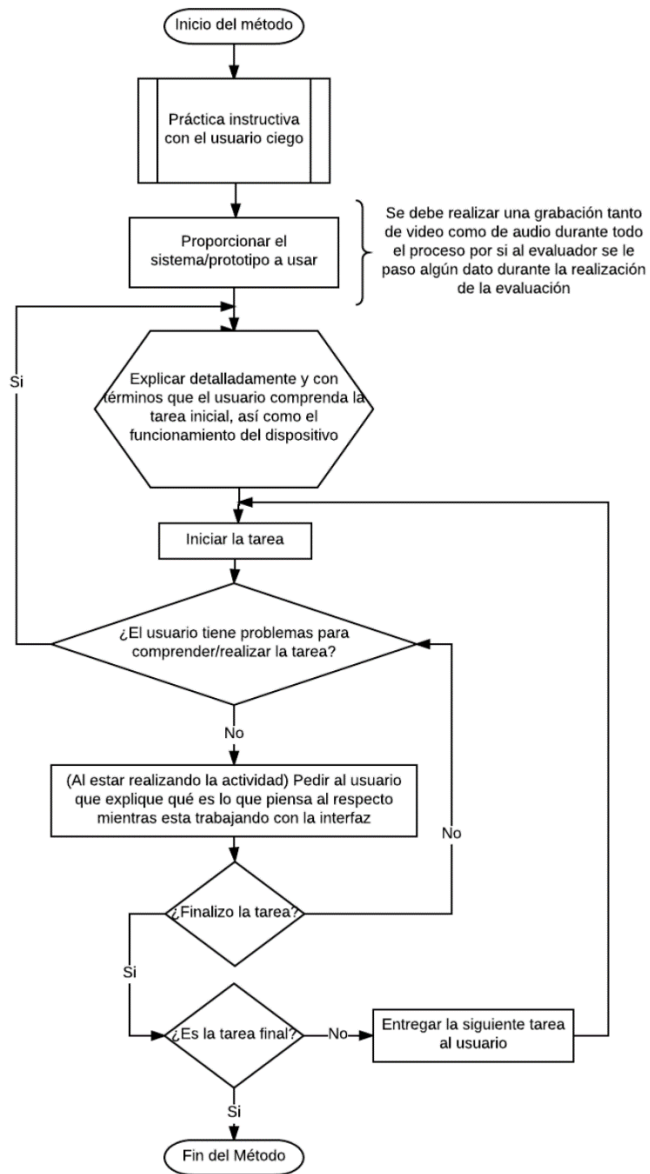 Inicio del método
Práctica instructiva
con el usuario ciego
Proporcionar el
sistema/prototipo a usar
Se debe realizar una grabación tanto
de video como de audio durante todo
el proceso por si al evaluador se le
paso algún dato durante la realización
de la evaluación
Si
Explicar detalladamente y con
términos que el usuario comprenda la
tarea inicial, así como el
funcionamiento del dispositivo
Iniciar la tarea
¿El usuario tiene problemas para
comprender/realizar la tarea?
No
(Al estar realizando la actividad) Pedir al usuario
que explique qué es lo que piensa al respecto
mientras esta trabajando con la interfaz
No
¿Finalizo la tarea?
Si
¿Es la tarea final?
No
Entregar la siguiente tarea
al usuario
Si
Fin del Método